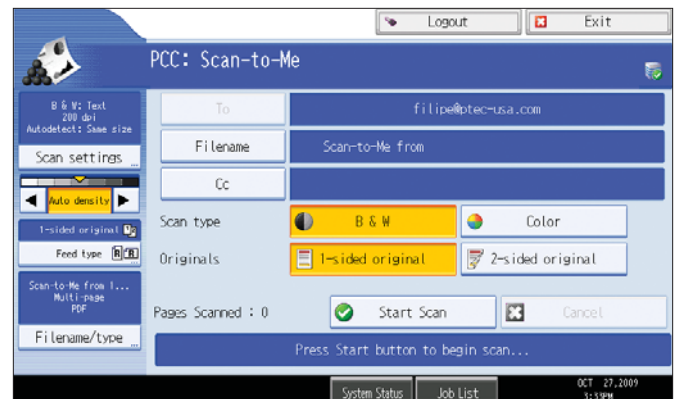 Logout
Exit
PCC: Scan-to-Me
B & W: Text
200 dpi
Autodetect: Same size
Scan settings
Auto density
1-sided original
Feed type
Scan-to-Me from 1...
Multi-page
PDF
Filename/type
To
filipe@ptec-usa.com
Filename
Scan-to-Me from
Cc
Scan type
B & W
Color
Originals
1-sided original
2-sided original
Pages Scanned : 0
Start Scan
Cancel
Press Start button to begin scan...
System Status
Job List
OCT 27,2009
3:33PM